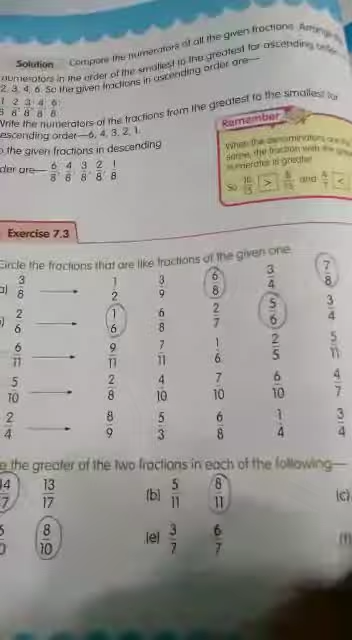 Solution Compare the numerators of all the given fractions. Arrange
numerators in the order of the smallest to the greatest for ascending order
2, 3, 4, 6. So the given fractions in ascending order are—
1/8, 2/8, 3/8, 4/8, 6/8
Write the numerators of the fractions from the greatest to the smallest for
descending order—6, 4, 3, 2, 1.
the given fractions in descending
der are— 6/8, 4/8, 3/8, 2/8, 1/8
Remember
When the denominators are
same, the fraction with the
numerator is greater
So 10/15 > and <
Exercise 7.3
Circle the fractions that are like fractions of the given one.
a) 3/8 → 1/2 3/9 6/8 3/4 7/8
) 2/6 → 1/6 6/8 2/7 5/6 3/4
6/11 → 9/11 7/11 1/6 2/5 5/11
5/10 → 2/8 4/10 7/10 6/10 4/7
2/4 → 8/9 5/3 6/8 1/4 3/4
e the greater of the two fractions in each of the following—
14/7 13/17 (b) 5/11 8/11 (c)
8/10 (e) 3/7 6/7 (f)